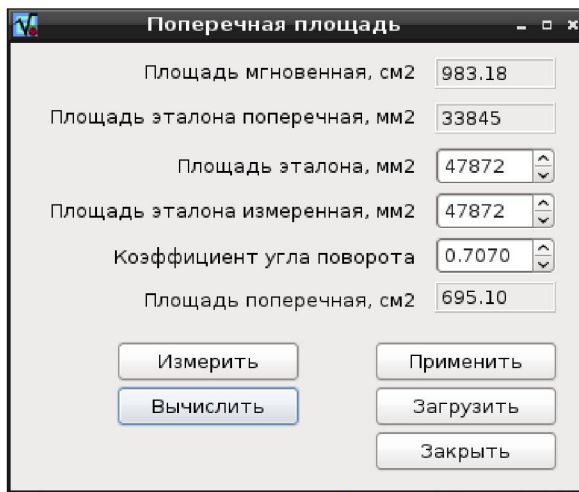 Поперечная площадь
Площадь мгновенная, см2 983.18
Площадь эталона поперечная, мм2 33845
Площадь эталона, мм2 47872
Площадь эталона измеренная, мм2 47872
Коэффициент угла поворота 0.7070
Площадь поперечная, см2 695.10
Измерить Применить
Вычислить Загрузить
Закрыть